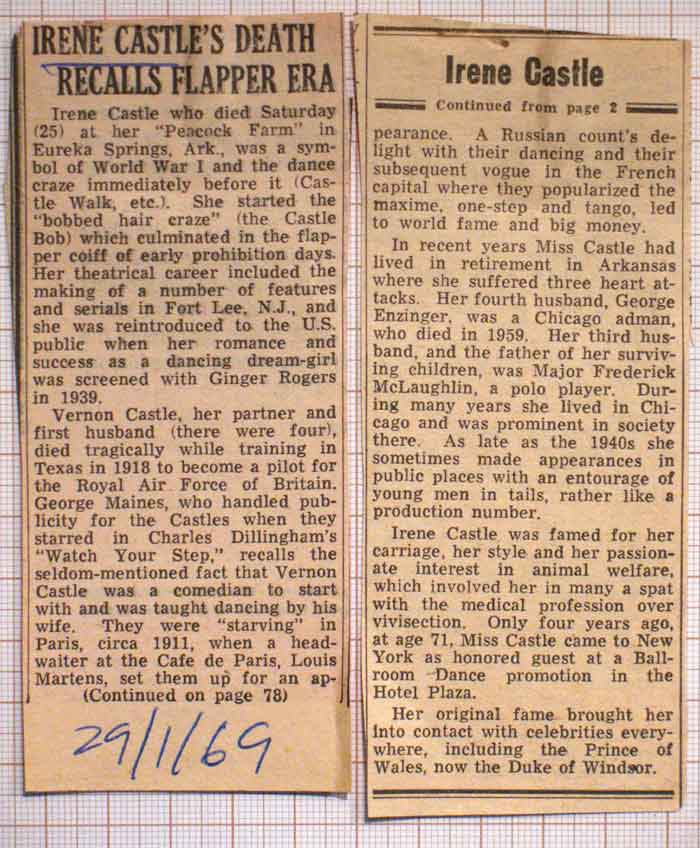 IRENE CASTLE'S DEATH
RECALLS FLAPPER ERA
Irene Castle who died Saturday
(25) at her "Peacock Farm" in
Eureka Springs, Ark., was a sym-
bol of World War I and the dance
craze immediately before it (Cas-
tle Walk, etc.). She started the
"bobbed hair craze" (the Castle
Bob) which culminated in the flap-
per coiff of early prohibition days.
Her theatrical career included the
making of a number of features
and serials in Fort Lee, N.J., and
she was reintroduced to the U.S.
public when her romance and
success as a dancing dream-girl
was screened with Ginger Rogers
in 1939.
Vernon Castle, her partner and
first husband (there were four),
died tragically while training in
Texas in 1918 to become a pilot for
the Royal Air Force of Britain.
George Maines, who handled pub-
licity for the Castles when they
starred in Charles Dillingham's
"Watch Your Step," recalls the
seldom-mentioned fact that Vernon
Castle was a comedian to start
with and was taught dancing by his
wife. They were "starving" in
Paris, circa 1911, when a head-
waiter at the Cafe de Paris, Louis
Martens, set them up for an ap-
(Continued on page 78)
29/1/69
Irene Castle
Continued from page 2
pearance. A Russian count's de-
light with their dancing and their
subsequent vogue in the French
capital where they popularized the
maxime, one-step and tango, led
to world fame and big money.
In recent years Miss Castle had
lived in retirement in Arkansas
where she suffered three heart at-
tacks. Her fourth husband, George
Enzinger, was a Chicago adman,
who died in 1959. Her third hus-
band, and the father of her surviv-
ing children, was Major Frederick
McLaughlin, a polo player. Dur-
ing many years she lived in Chi-
cago and was prominent in society
there. As late as the 1940s she
sometimes made appearances in
public places with an entourage of
young men in tails, rather like a
production number.
Irene Castle was famed for her
carriage, her style and her passion-
ate interest in animal welfare,
which involved her in many a spat
with the medical profession over
vivisection. Only four years ago,
at age 71, Miss Castle came to New
York as honored guest at a Ball-
room Dance promotion in the
Hotel Plaza.
Her original fame brought her
into contact with celebrities every-
where, including the Prince of
Wales, now the Duke of Windsor.